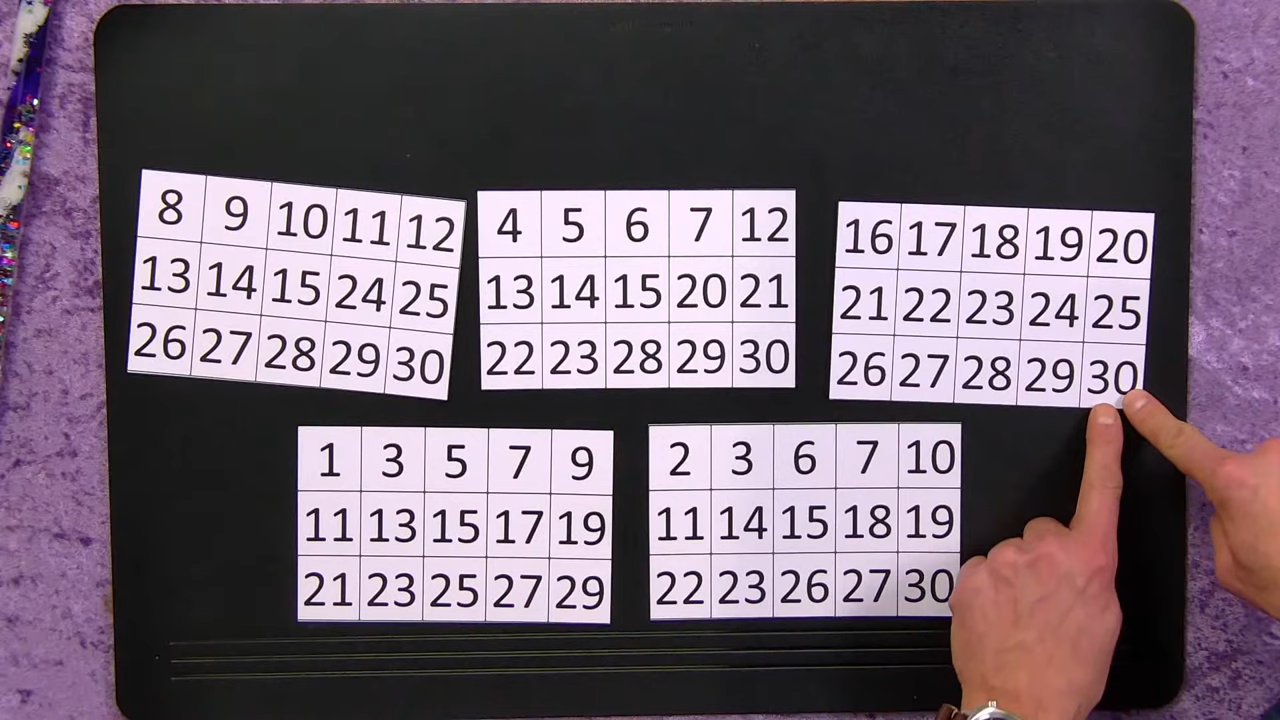 8 9 10 11 12
13 14 15 24 25
26 27 28 29 30
4 5 6 7 12
13 14 15 20 21
22 23 28 29 30
16 17 18 19 20
21 22 23 24 25
26 27 28 29 30
1 3 5 7 9
11 13 15 17 19
21 23 25 27 29
2 3 6 7 10
11 14 15 18 19
22 23 26 27 30